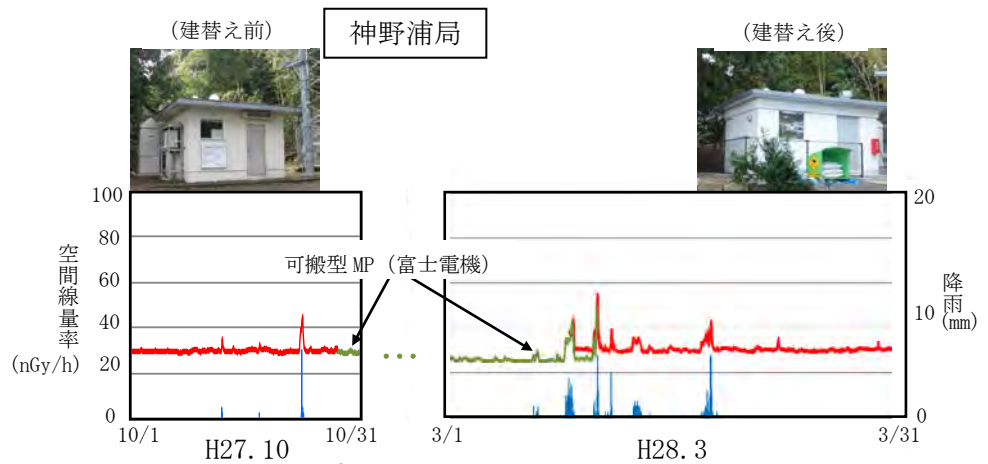 (建替え前)
神野浦局
(建替え後)
100
80
60
40
20
0
空間線量率
(nGy/h)
可搬型 MP (富士電機)
20
10
0
降雨
(mm)
10/1
10/31
3/1
3/31
H27.10
H28.3